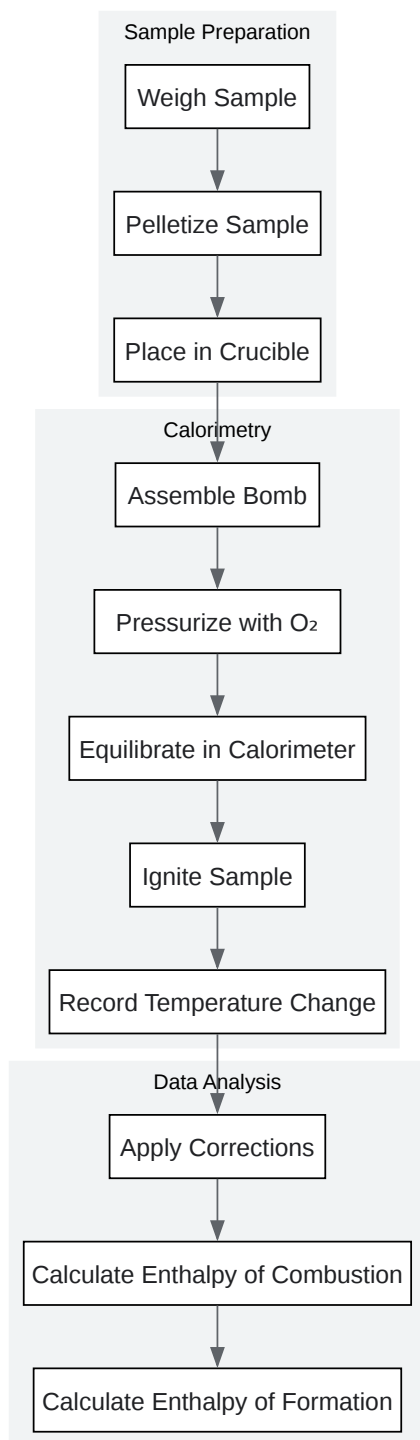 Sample Preparation
Weigh Sample
Pelletize Sample
Place in Crucible
Calorimetry
Assemble Bomb
Pressurize with O₂
Equilibrate in Calorimeter
Ignite Sample
Record Temperature Change
Data Analysis
Apply Corrections
Calculate Enthalpy of Combustion
Calculate Enthalpy of Formation